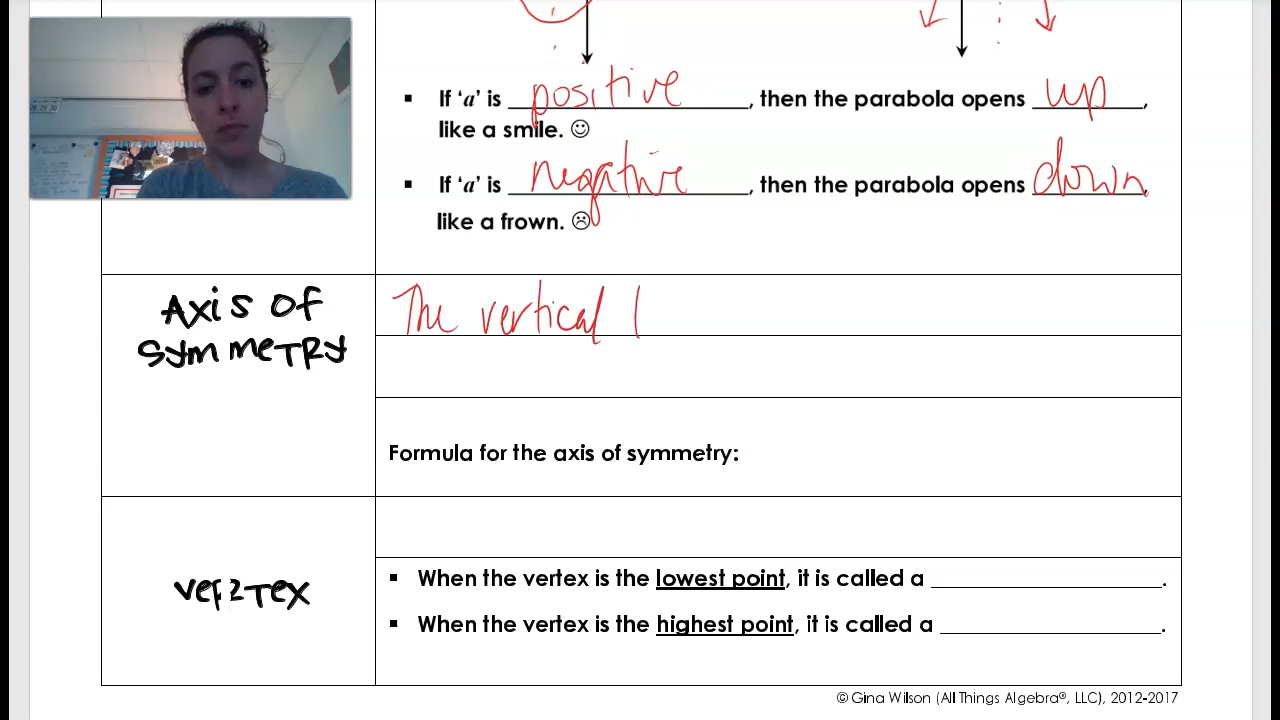 If ‘a’ is positive, then the parabola opens up,
like a smile. ☺
If ‘a’ is negative, then the parabola opens down,
like a frown. ☹
AxiS OF
SymmeTRy
The vertical l
Formula for the axis of symmetry:
verTex
When the vertex is the lowest point, it is called a ____________________.
When the vertex is the highest point, it is called a ____________________.
© Gina Wilson (All Things Algebra®, LLC), 2012-2017